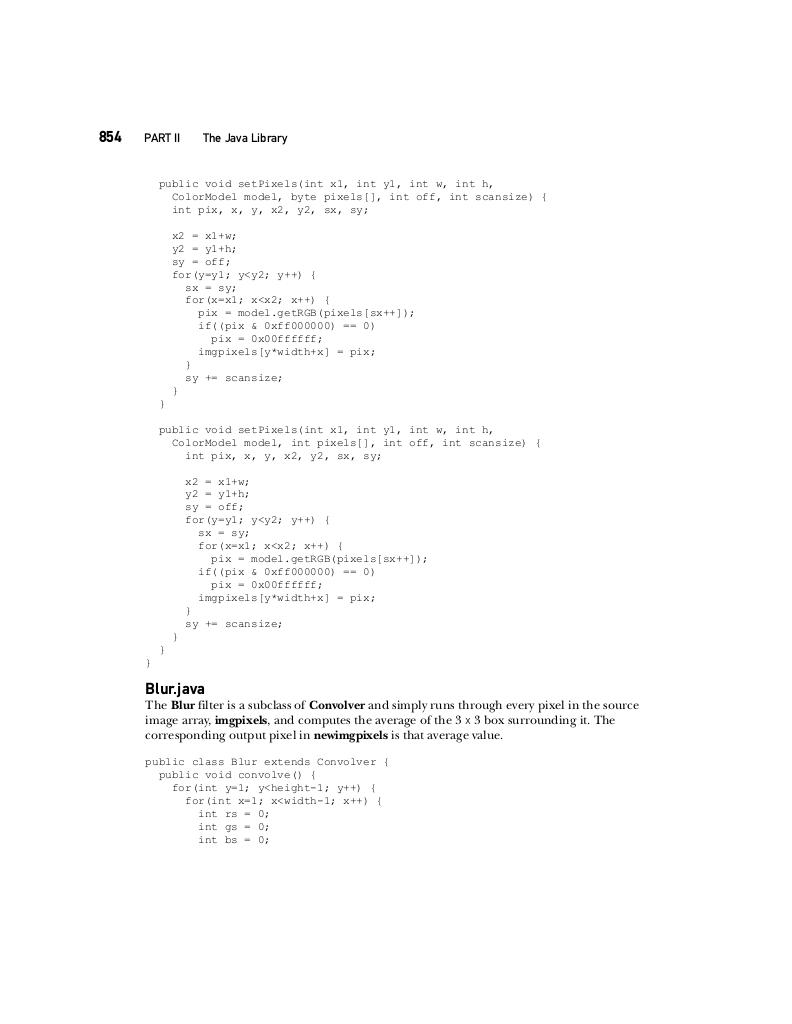 854 PART II The Java Library
public void setPixels(int x1, int y1, int w, int h,
ColorModel model, byte pixels[], int off, int scansize) {
int pix, x, y, x2, y2, sx, sy;
x2 = x1+w;
y2 = y1+h;
sy = off;
for(y=y1; y<y2; y++) {
sx = sy;
for(x=x1; x<x2; x++) {
pix = model.getRGB(pixels[sx++]);
if((pix & 0xff000000) == 0)
pix = 0x00ffffff;
imgpixels[y*width+x] = pix;
}
sy += scansize;
}
}
public void setPixels(int x1, int y1, int w, int h,
ColorModel model, int pixels[], int off, int scansize) {
int pix, x, y, x2, y2, sx, sy;
x2 = x1+w;
y2 = y1+h;
sy = off;
for(y=y1; y<y2; y++) {
sx = sy;
for(x=x1; x<x2; x++) {
pix = model.getRGB(pixels[sx++]);
if((pix & 0xff000000) == 0)
pix = 0x00ffffff;
imgpixels[y*width+x] = pix;
}
sy += scansize;
}
}
}
Blur.java
The Blur filter is a subclass of Convolver and simply runs through every pixel in the source
image array, imgpixels, and computes the average of the 3 x 3 box surrounding it. The
corresponding output pixel in newimgpixels is that average value.
public class Blur extends Convolver {
public void convolve() {
for(int y=1; y<height-1; y++) {
for(int x=1; x<width-1; x++) {
int rs = 0;
int gs = 0;
int bs = 0;